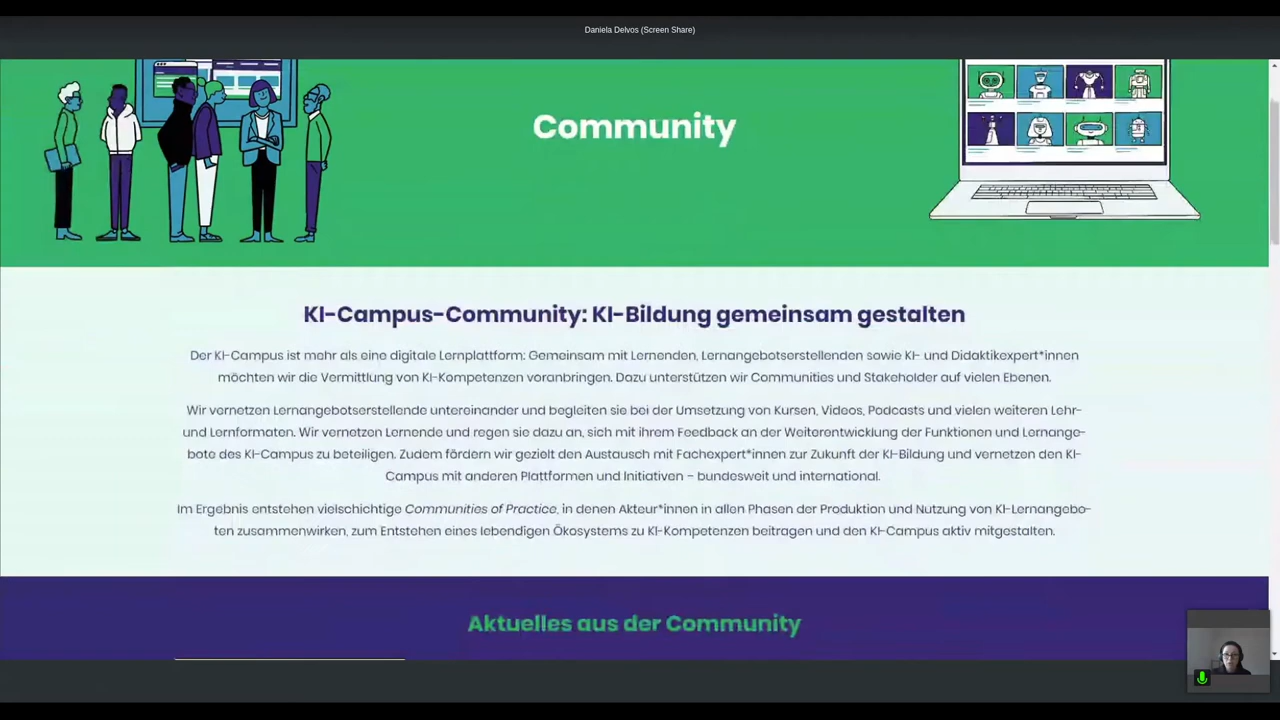 Daniela Delvos (Screen Share)
Community
KI-Campus-Community: KI-Bildung gemeinsam gestalten
Der KI-Campus ist mehr als eine digitale Lernplattform: Gemeinsam mit Lernenden, Lernangebotserstellenden sowie KI- und Didaktikexpert*innen
möchten wir die Vermittlung von KI-Kompetenzen voranbringen. Dazu unterstützen wir Communities und Stakeholder auf vielen Ebenen.
Wir vernetzen Lernangebotserstellende untereinander und begleiten sie bei der Umsetzung von Kursen, Videos, Podcasts und vielen weiteren Lehr-
und Lernformaten. Wir vernetzen Lernende und regen sie dazu an, sich mit ihrem Feedback an der Weiterentwicklung der Funktionen und Lernange-
bote des KI-Campus zu beteiligen. Zudem fördern wir gezielt den Austausch mit Fachexpert*innen zur Zukunft der KI-Bildung und vernetzen den KI-
Campus mit anderen Plattformen und Initiativen – bundesweit und international.
Im Ergebnis entstehen vielschichtige Communities of Practice, in denen Akteur*innen in allen Phasen der Produktion und Nutzung von KI-Lernangebo-
ten zusammenwirken, zum Entstehen eines lebendigen Ökosystems zu KI-Kompetenzen beitragen und den KI-Campus aktiv mitgestalten.
Aktuelles aus der Community